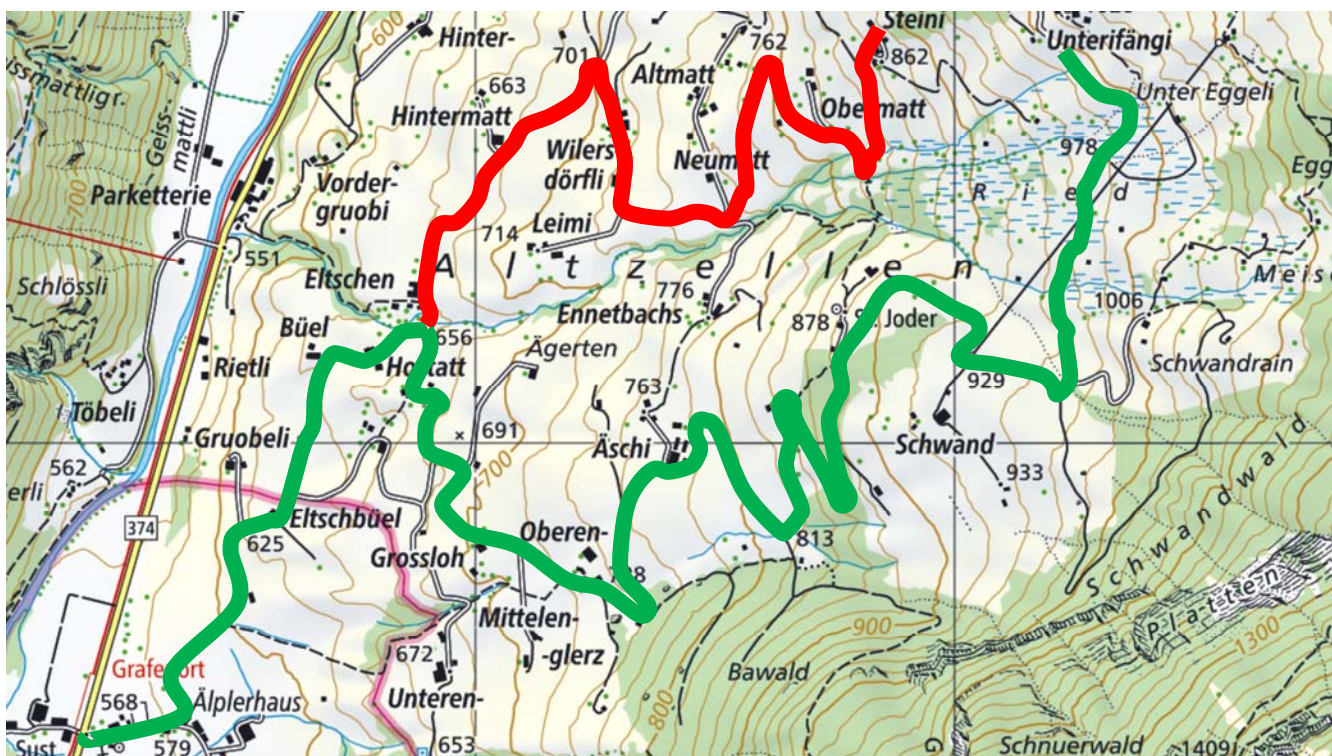 Steini
Hinter-
600
701
762
862
Unterifängi
Altmatt
663
Hintermatt
Obermatt
Unter Eggeli
Geiss-
mattli
700
Wilers
dörfli
Neumatt
978
Parketterie
Vorder-
gruobi
Ried
714
Leimi
551
Altzellen
Schlössli
Eltschen
776
Meis
1006
Ennetbachs
878
St. Joder
Büel
656
Ägerten
Rietli
Schwandrain
929
763
Töbeli
691
Gruobeli
Äschi
Schwand
700
562
933
374
Eltschbüel
625
Oberen-
813
Grossloh
Schwandwald
Platten
Mittelen-
-glerz
900
1300
672
Bawald
Älplerhaus
568
Unteren-
800
Sust
579
653
Schnuerwald
1409